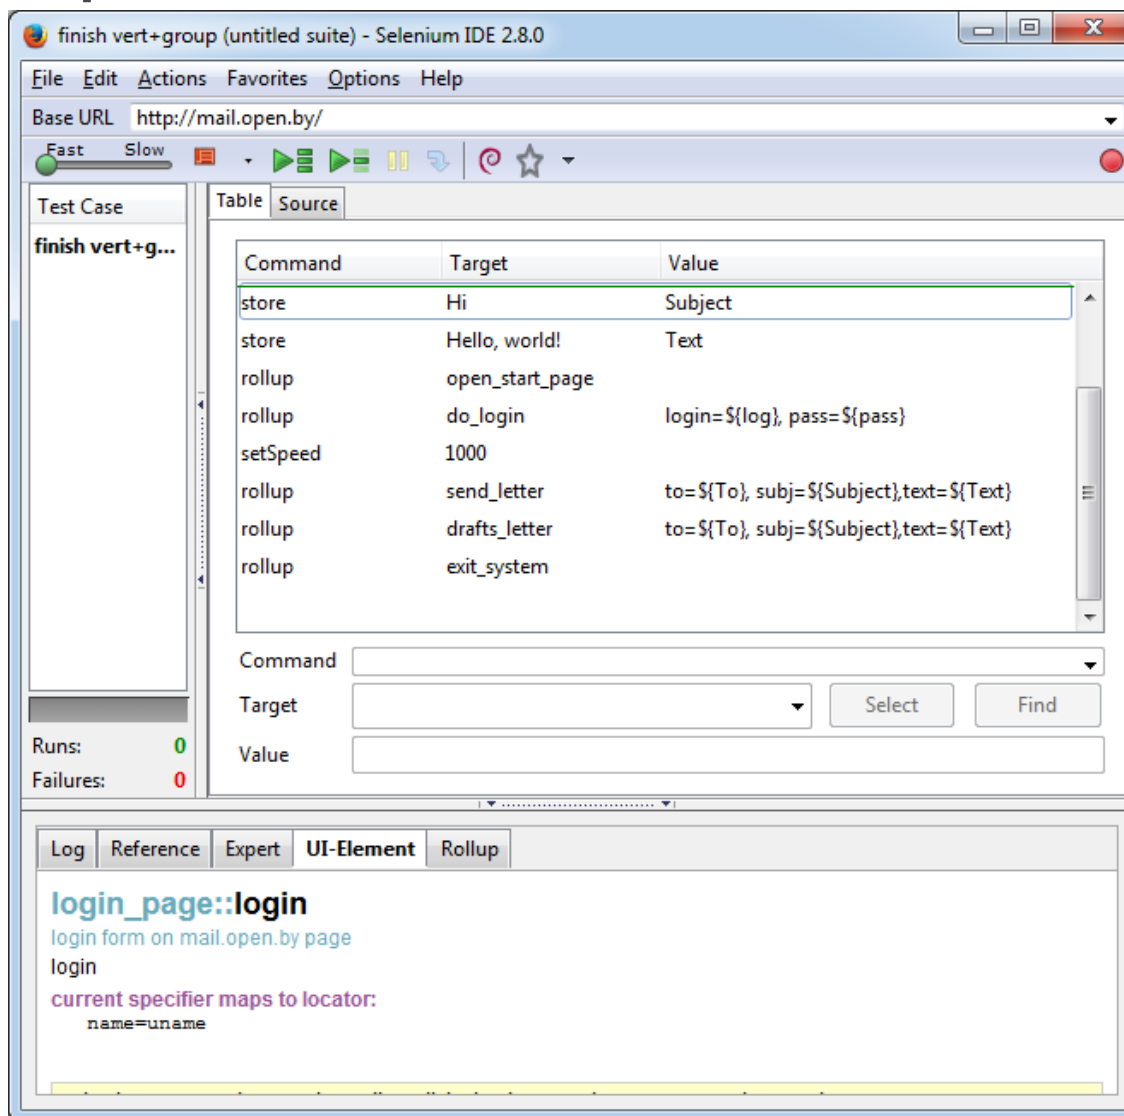 finish vert+group (untitled suite) - Selenium IDE 2.8.0
File Edit Actions Favorites Options Help
Base URL http://mail.open.by/
Fast Slow
Test Case
finish vert+g...
Table Source
Command Target Value
store Hi Subject
store Hello, world! Text
rollup open_start_page
rollup do_login login=${log}, pass=${pass}
setSpeed 1000
rollup send_letter to=${To}, subj=${Subject},text=${Text}
rollup drafts_letter to=${To}, subj=${Subject},text=${Text}
rollup exit_system
Command
Target Select Find
Value
Runs: 0
Failures: 0
Log Reference Expert UI-Element Rollup
login_page::login
login form on mail.open.by page
login
current specifier maps to locator:
name=uname